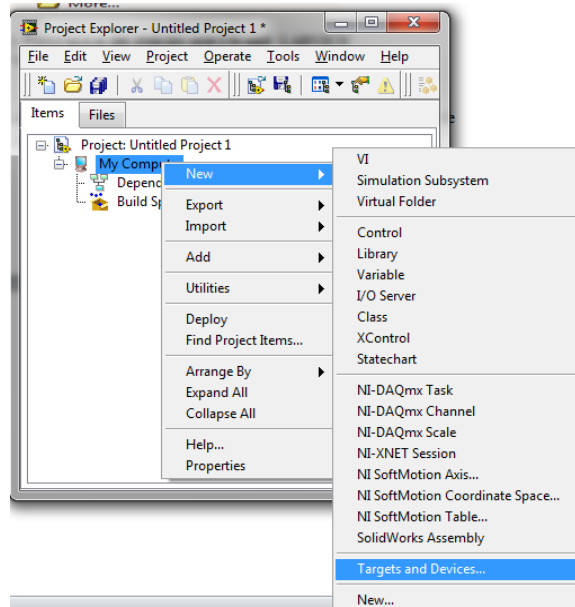 More...
Project Explorer - Untitled Project 1 *
File Edit View Project Operate Tools Window Help
Items Files
Project: Untitled Project 1
My Compu
Depend
Build Sp
New
Export
Import
Add
Utilities
Deploy
Find Project Items...
Arrange By
Expand All
Collapse All
Help...
Properties
VI
Simulation Subsystem
Virtual Folder
Control
Library
Variable
I/O Server
Class
XControl
Statechart
NI-DAQmx Task
NI-DAQmx Channel
NI-DAQmx Scale
NI-XNET Session
NI SoftMotion Axis...
NI SoftMotion Coordinate Space...
NI SoftMotion Table...
SolidWorks Assembly
Targets and Devices...
New...